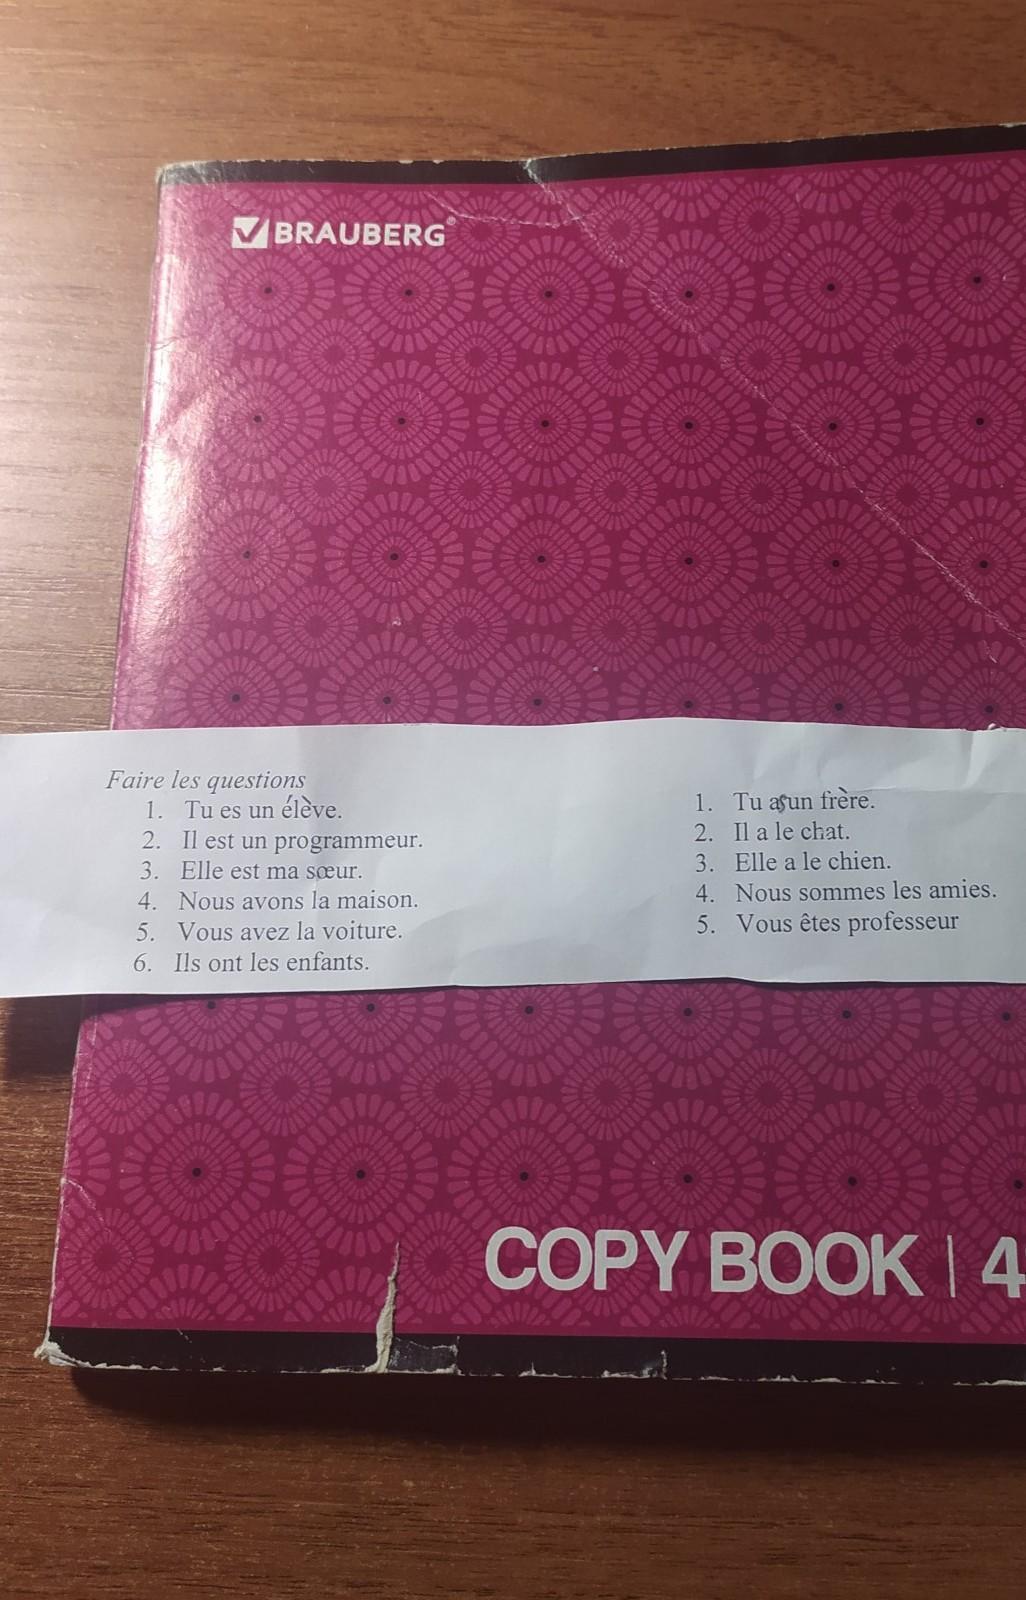 BRAUBERG®
Faire les questions
1. Tu es un élève.
2. Il est un programmeur.
3. Elle est ma sœur.
4. Nous avons la maison.
5. Vous avez la voiture.
6. Ils ont les enfants.
1. Tu as un frère.
2. Il a le chat.
3. Elle a le chien.
4. Nous sommes les amies.
5. Vous êtes professeur
COPY BOOK | 4